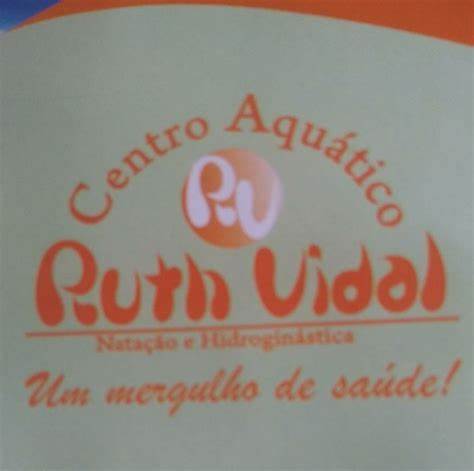 Centro Aquático
RV
Ruth Vidal
Natação e Hidroginástica
Um mergulho de saúde!